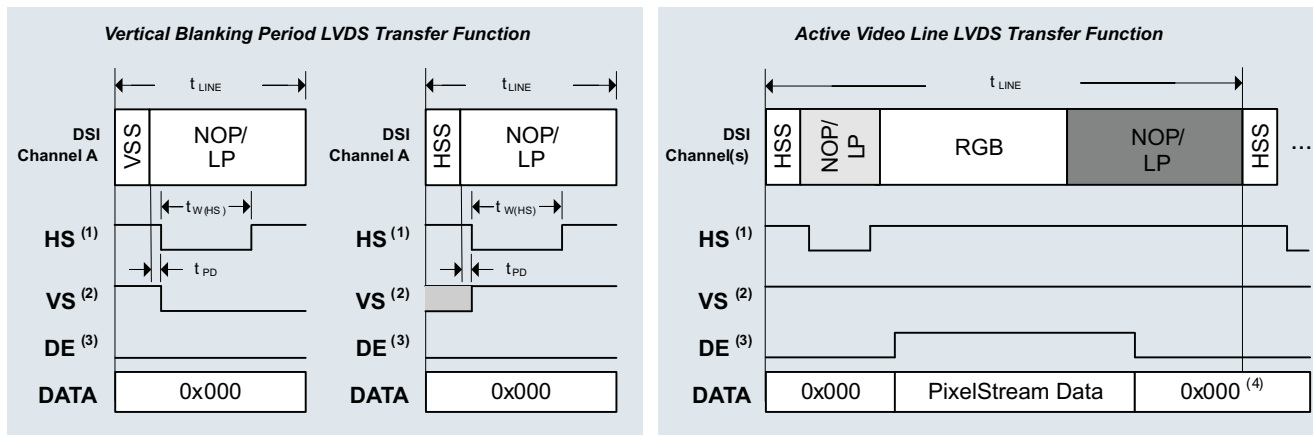 Vertical Blanking Period LVDS Transfer Function
t LINE
t LINE
DSI
Channel A
VSS
NOP/
LP
DSI
Channel A
HSS
NOP/
LP
t W(HS)
t W(HS)
HS (1)
HS (1)
t PD
t PD
VS (2)
VS (2)
DE (3)
DE (3)
DATA
0x000
DATA
0x000
Active Video Line LVDS Transfer Function
t LINE
DSI
Channel(s)
HSS
NOP/
LP
RGB
NOP/
LP
HSS
...
HS (1)
VS (2)
DE (3)
DATA
0x000
PixelStream Data
0x000 (4)